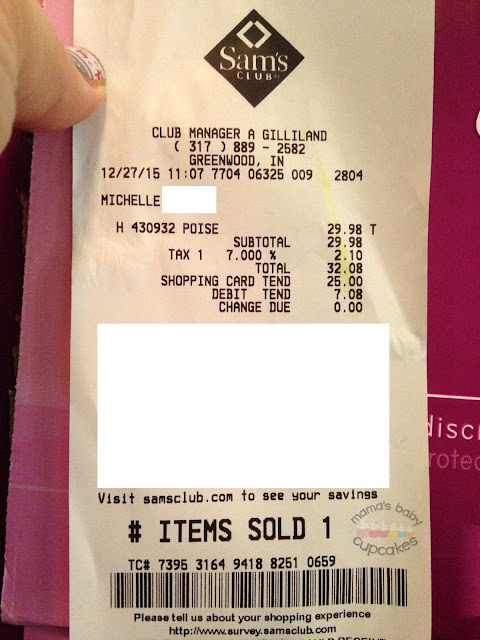 Sam's
CLUB
CLUB MANAGER A GILLILAND
( 317 ) 889 - 2582
GREENWOOD, IN
12/27/15 11:07 7704 06325 009 2804
MICHELLE
H 430932 POISE 29.98 T
SUBTOTAL 29.98
TAX 1 7.000 % 2.10
TOTAL 32.08
SHOPPING CARD TEND 25.00
DEBIT TEND 7.08
CHANGE DUE 0.00
discr
rotec
Visit samsclub.com to see your savings
mama's baby
cupcakes
# ITEMS SOLD 1
TC# 7395 3164 9418 8251 0659
Please tell us about your shopping experience
http://www.survey.samsclub.com